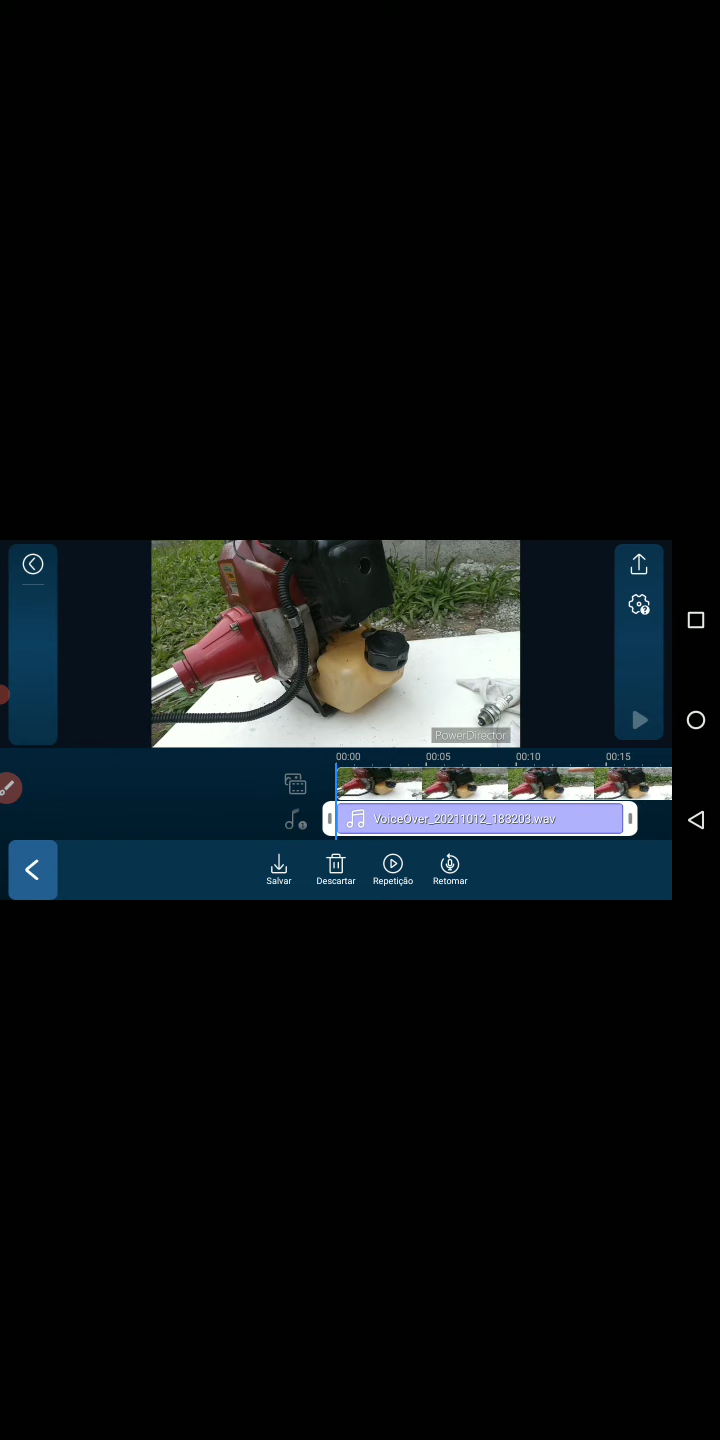 PowerDirector
00:00 00:05 00:10 00:15
VoiceOver_20211012_183203.wav
Salvar Descartar Repetição Retomar